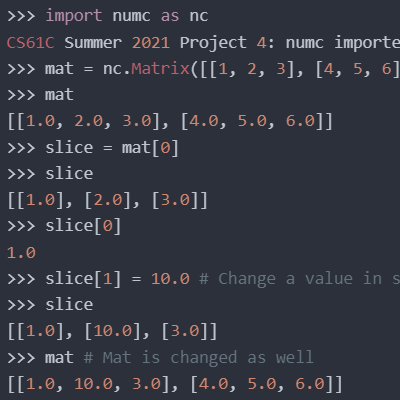 >>> import numc as nc
CS61C Summer 2021 Project 4: numc importe
>>> mat = nc.Matrix([[1, 2, 3], [4, 5, 6]
>>> mat
[[1.0, 2.0, 3.0], [4.0, 5.0, 6.0]]
>>> slice = mat[0]
>>> slice
[[1.0], [2.0], [3.0]]
>>> slice[0]
1.0
>>> slice[1] = 10.0 # Change a value in s
>>> slice
[[1.0], [10.0], [3.0]]
>>> mat # Mat is changed as well
[[1.0, 10.0, 3.0], [4.0, 5.0, 6.0]]